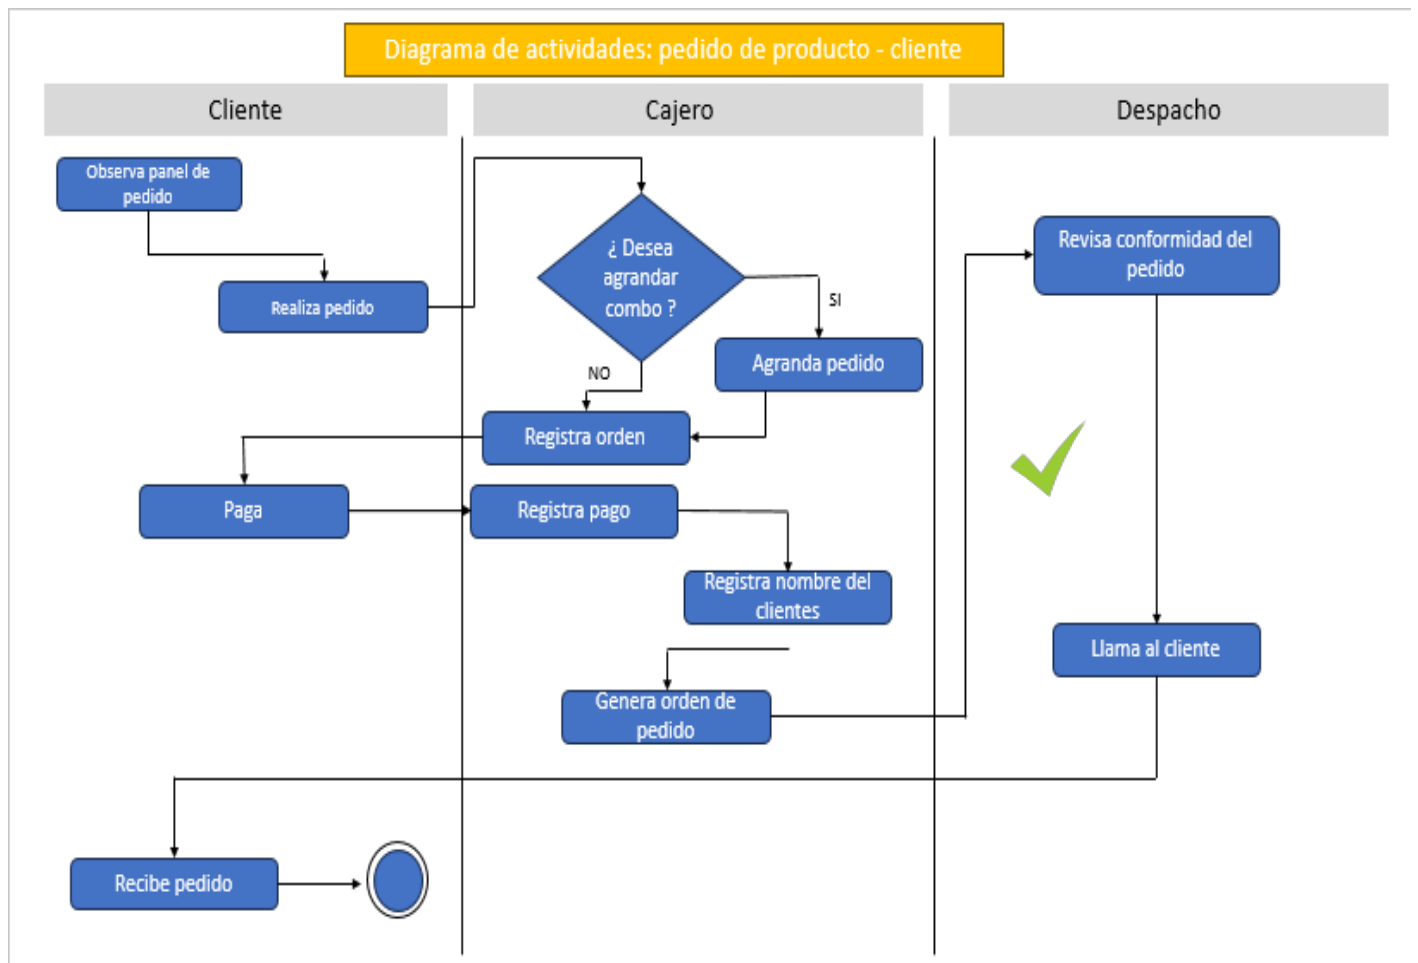 Diagrama de actividades: pedido de producto - cliente
Cliente
Cajero
Despacho
Observa panel de
pedido
Realiza pedido
¿ Desea
agrandar
combo ?
SI
NO
Agranda pedido
Registra orden
Paga
Registra pago
Registra nombre del
clientes
Genera orden de
pedido
Revisa conformidad del
pedido
Llama al cliente
Recibe pedido